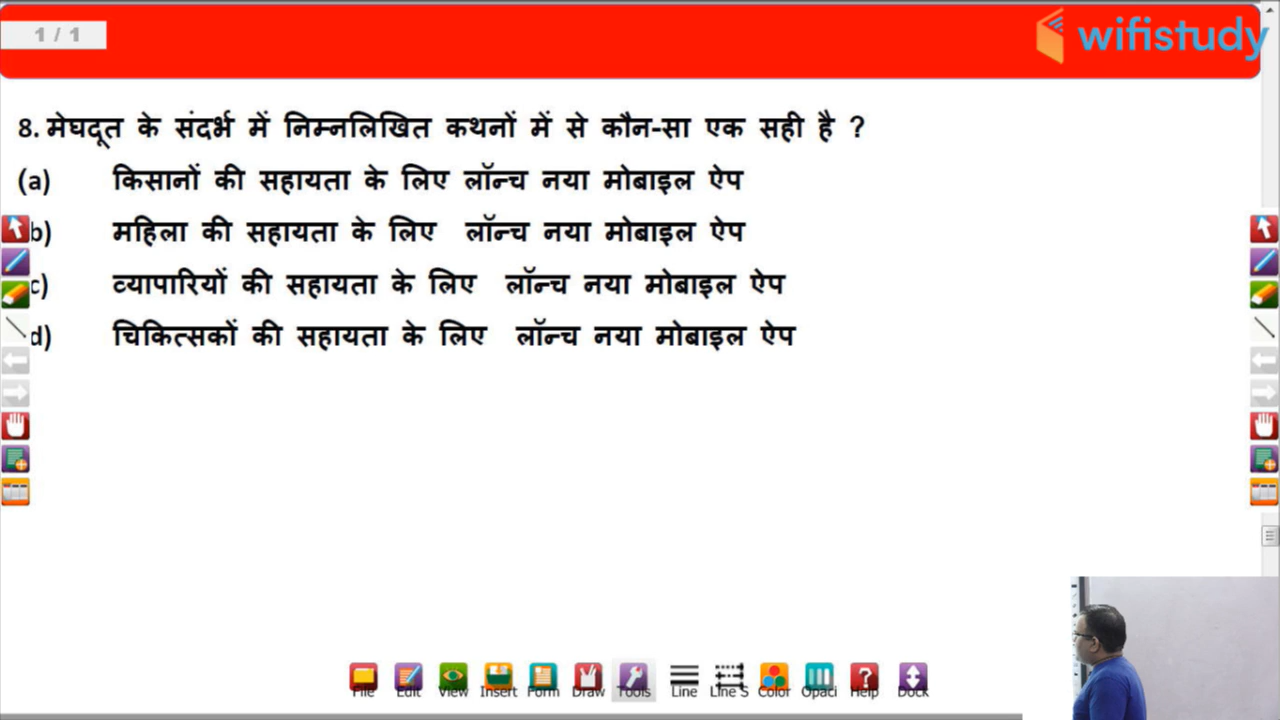 1 / 1
wifistudy
8. मेघदूत के संदर्भ में निम्नलिखित कथनों में से कौन-सा एक सही है ?
(a) किसानों की सहायता के लिए लॉन्च नया मोबाइल ऐप
b) महिला की सहायता के लिए लॉन्च नया मोबाइल ऐप
c) व्यापारियों की सहायता के लिए लॉन्च नया मोबाइल ऐप
d) चिकित्सकों की सहायता के लिए लॉन्च नया मोबाइल ऐप
File Edit View Insert Form Draw Tools Line Line S Color Opaci Help Dock